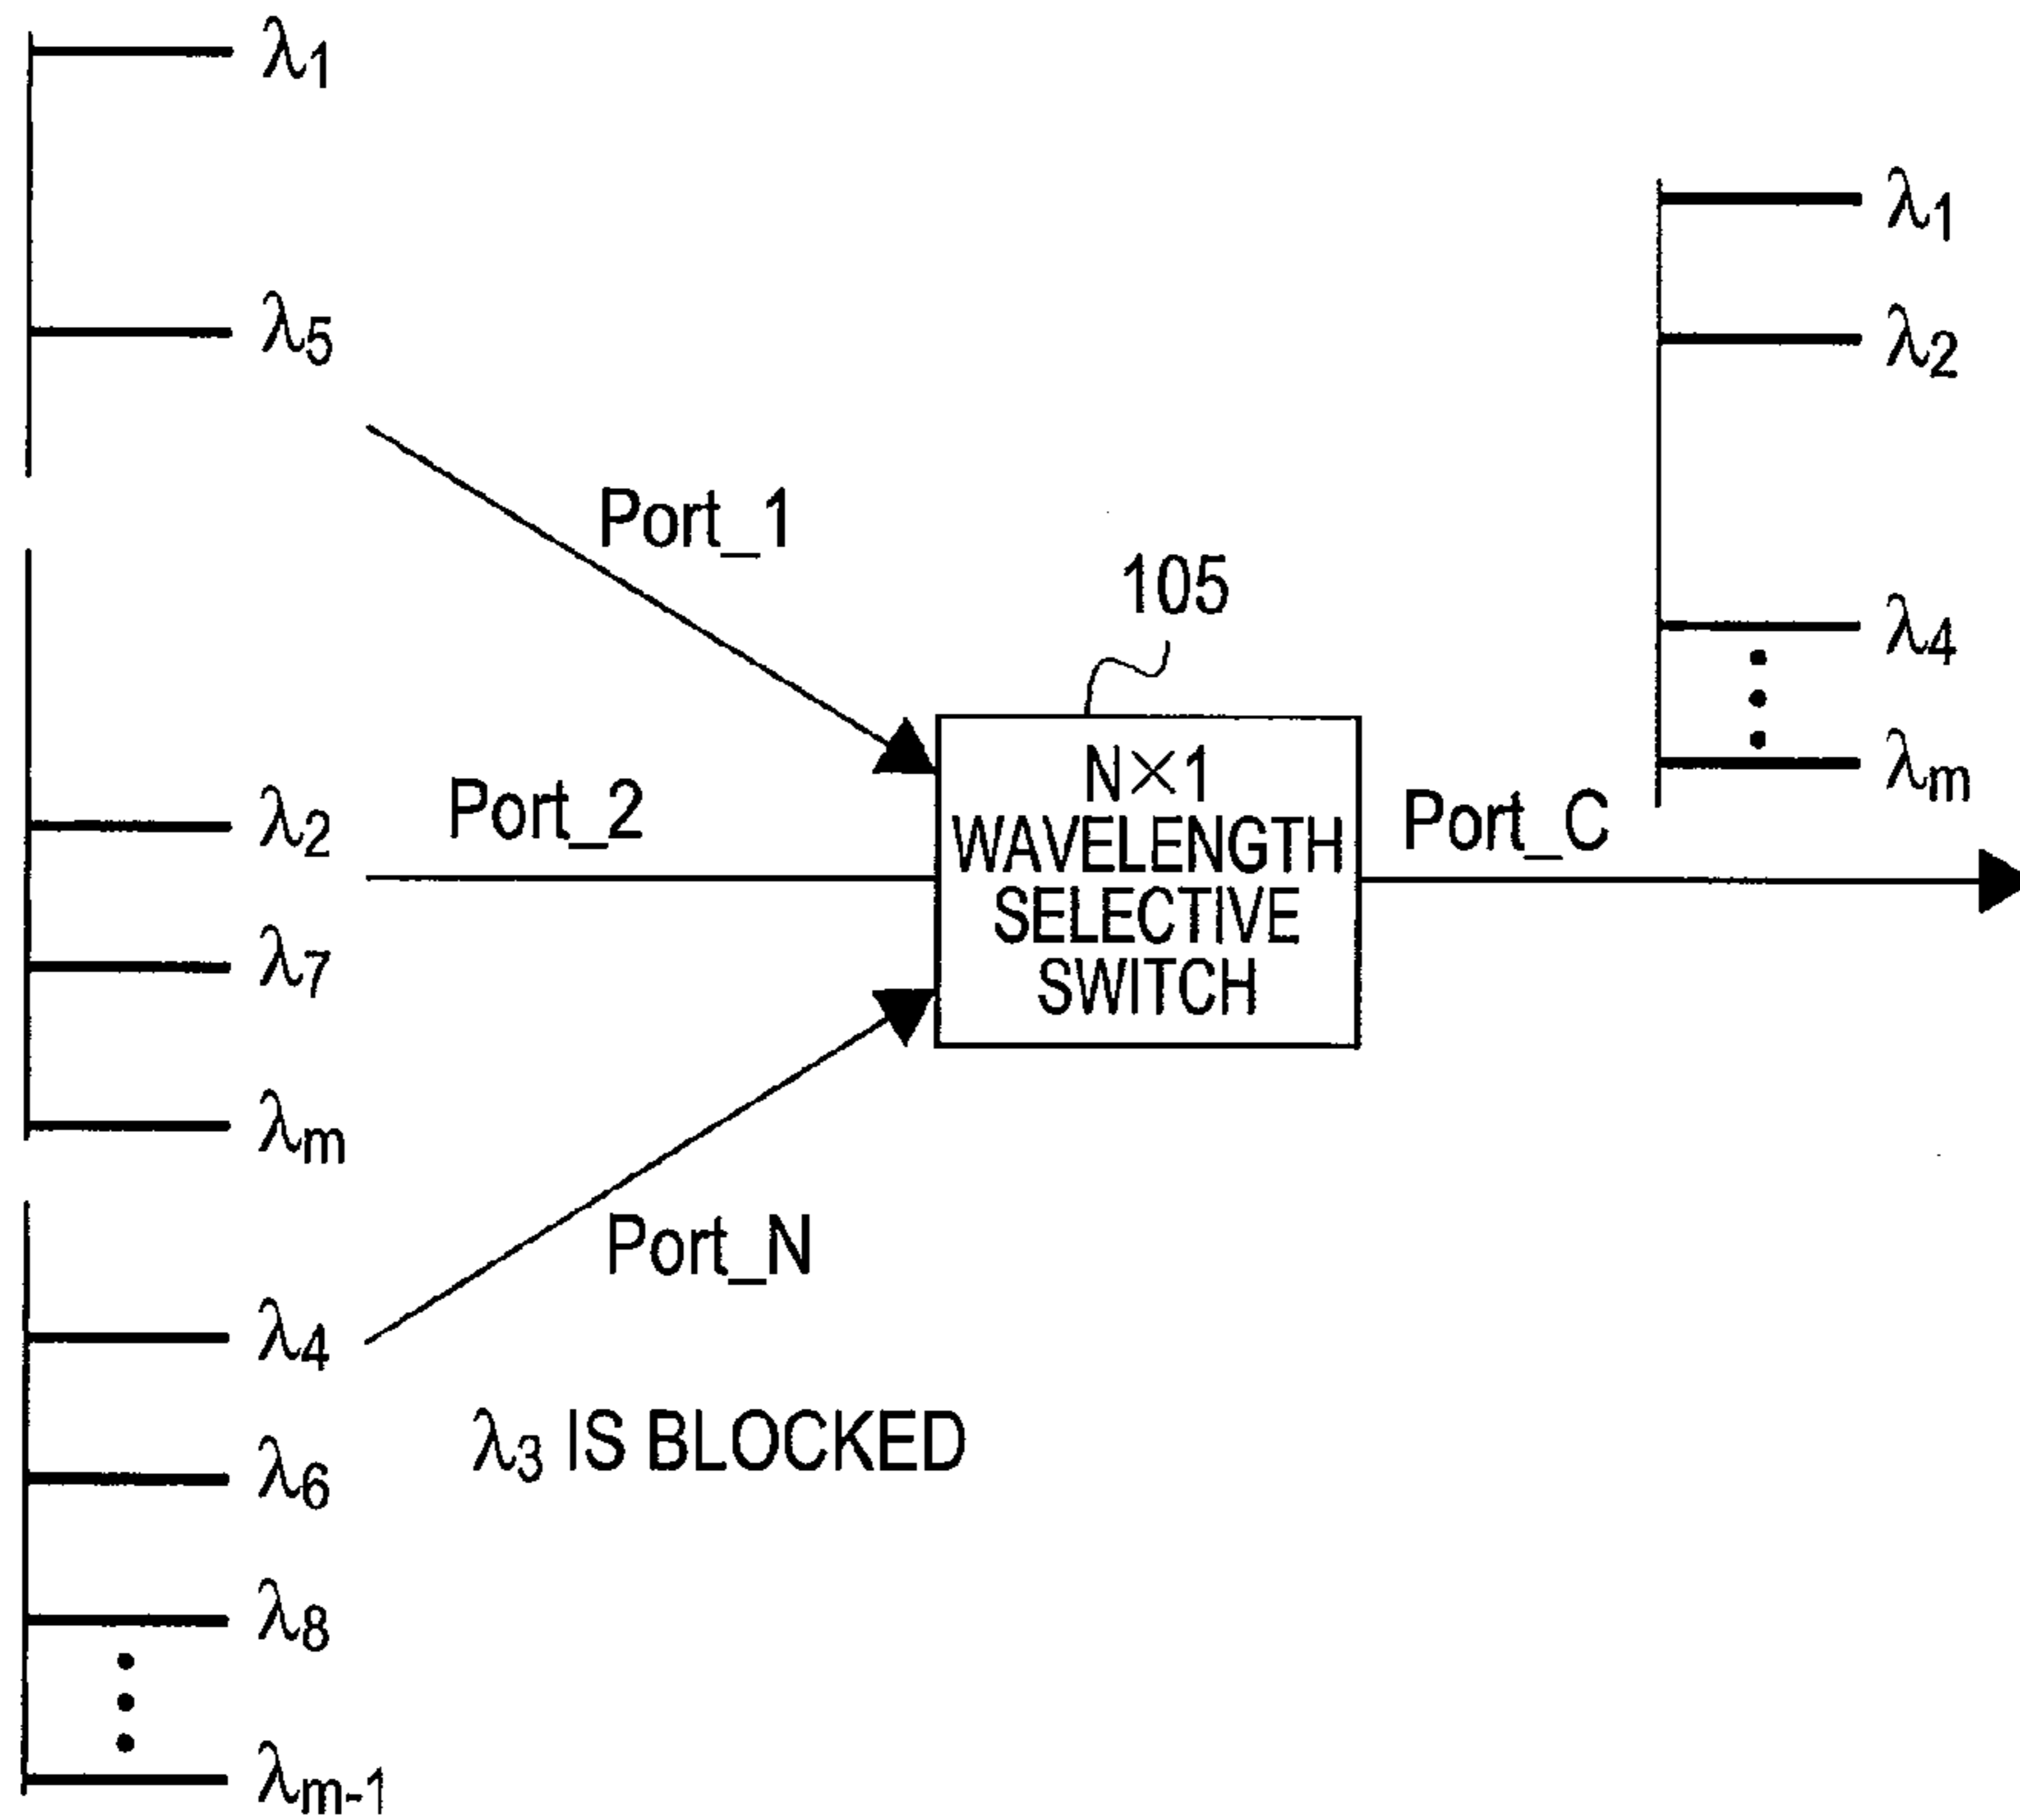 λ1
λ5
Port_1
λ2
λ7
λm
Port_2
λ4
λ6
λ8
λm-1
Port_N
λ3 IS BLOCKED
105
N×1
WAVELENGTH
SELECTIVE
SWITCH
Port_C
λ1
λ2
λ4
λm